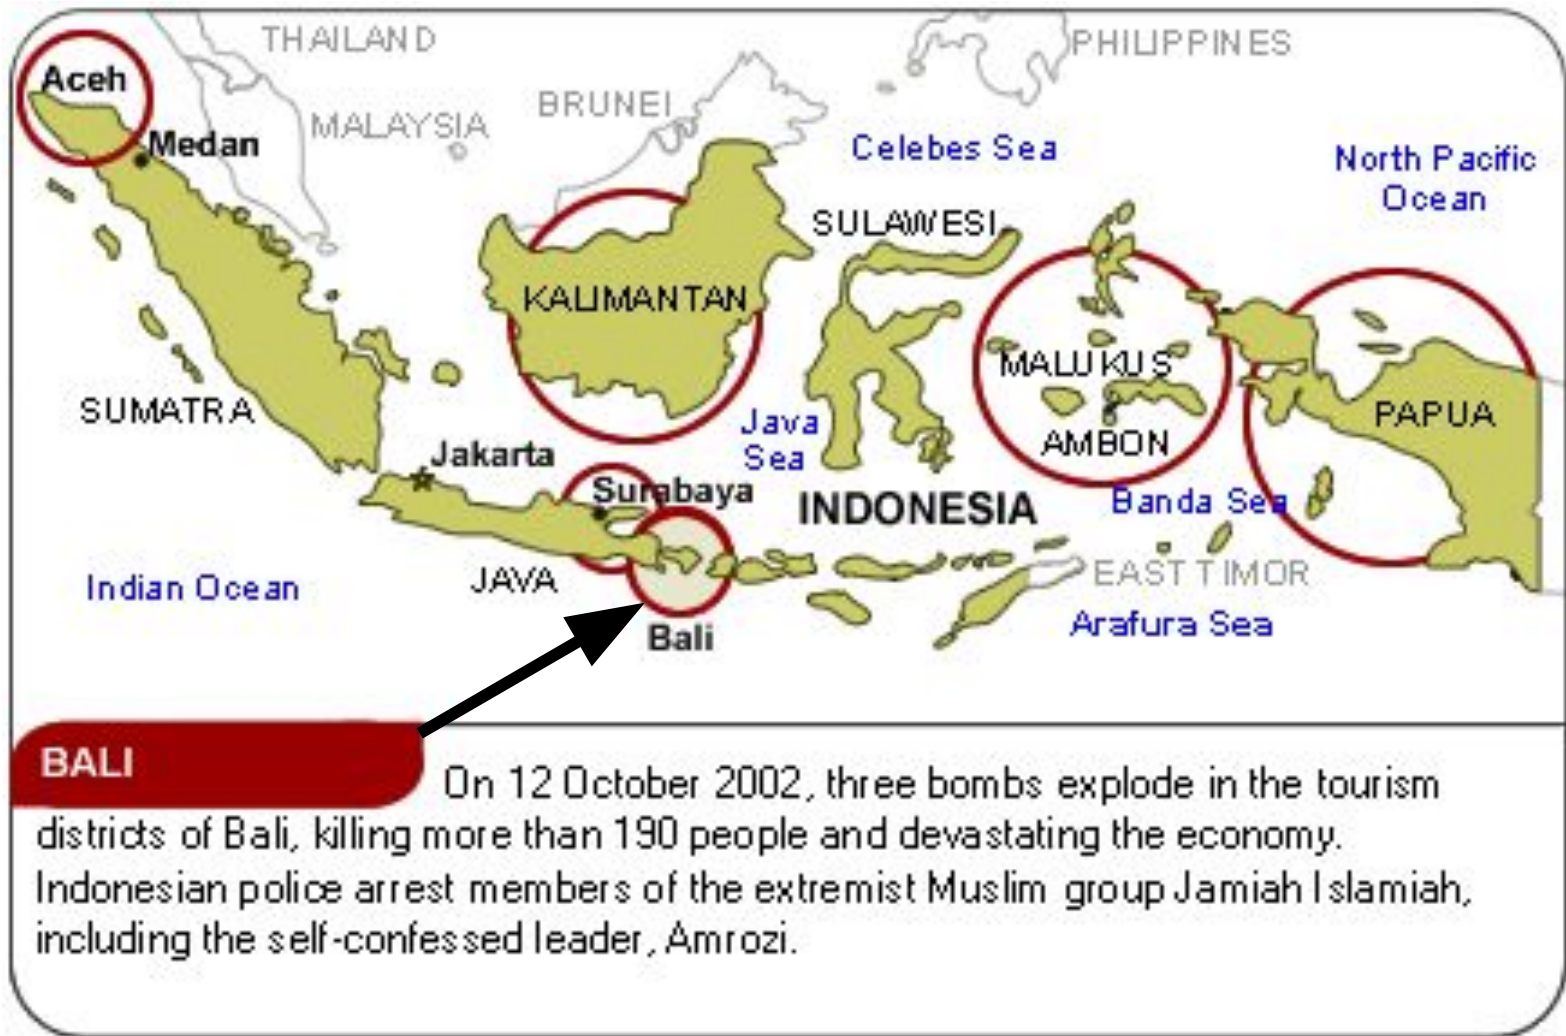 THAILAND
PHILIPPINES
Aceh
BRUNEI
MALAYSIA
Medan
Celebes Sea
North Pacific
Ocean
SULAWESI
KALIMANTAN
MALUKUS
SUMATRA
PAPUA
Java
Sea
AMBON
Jakarta
Surabaya
INDONESIA
Banda Sea
JAVA
EAST TIMOR
Indian Ocean
Arafura Sea
Bali
BALI
On 12 October 2002, three bombs explode in the tourism
districts of Bali, killing more than 190 people and devastating the economy.
Indonesian police arrest members of the extremist Muslim group Jamiah Islamiah,
including the self-confessed leader, Amrozi.